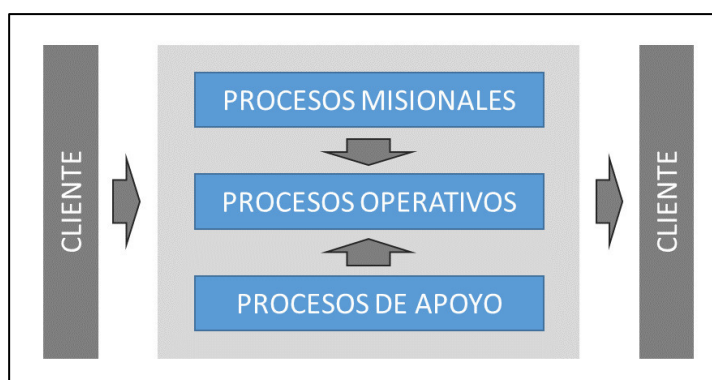 CLIENTE
PROCESOS MISIONALES
PROCESOS OPERATIVOS
PROCESOS DE APOYO
CLIENTE